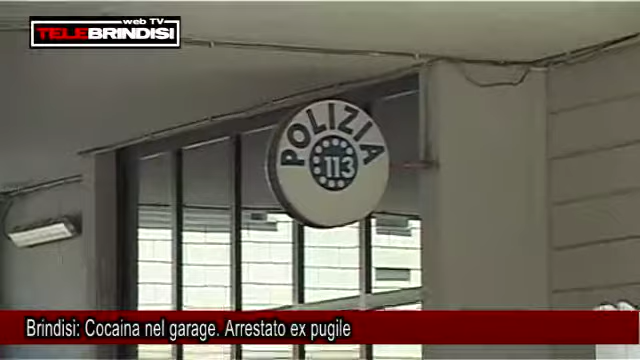 web TV
TELEBRINDISI
POLIZIA
113
Brindisi: Cocaina nel garage. Arrestato ex pugile